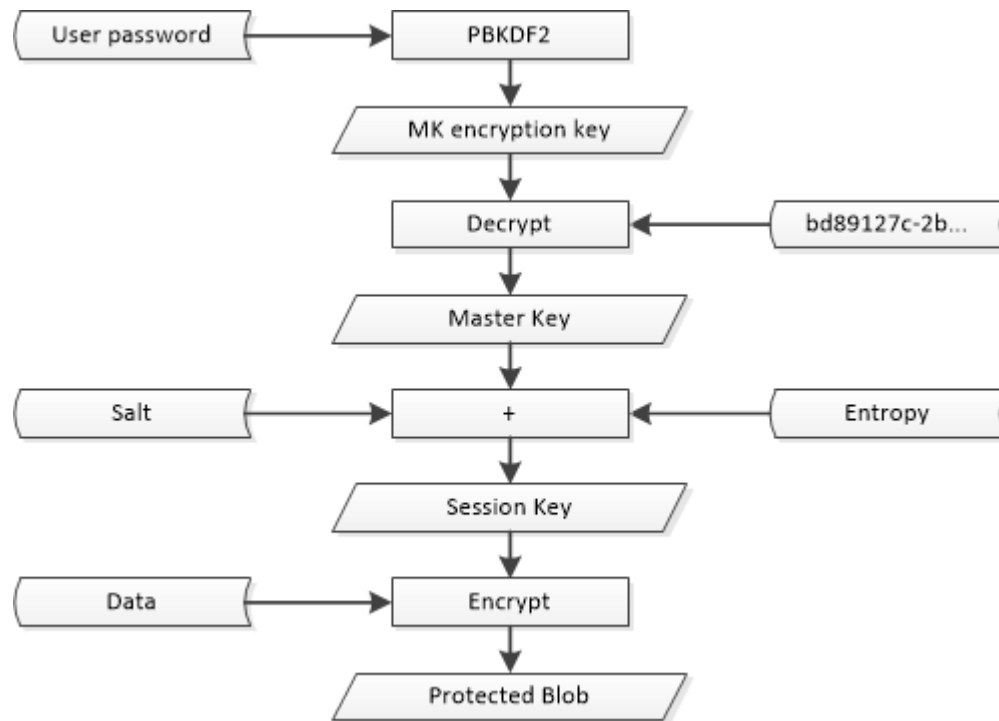 User password
PBKDF2
MK encryption key
Decrypt
bd89127c-2b...
Master Key
Salt
+
Entropy
Session Key
Data
Encrypt
Protected Blob